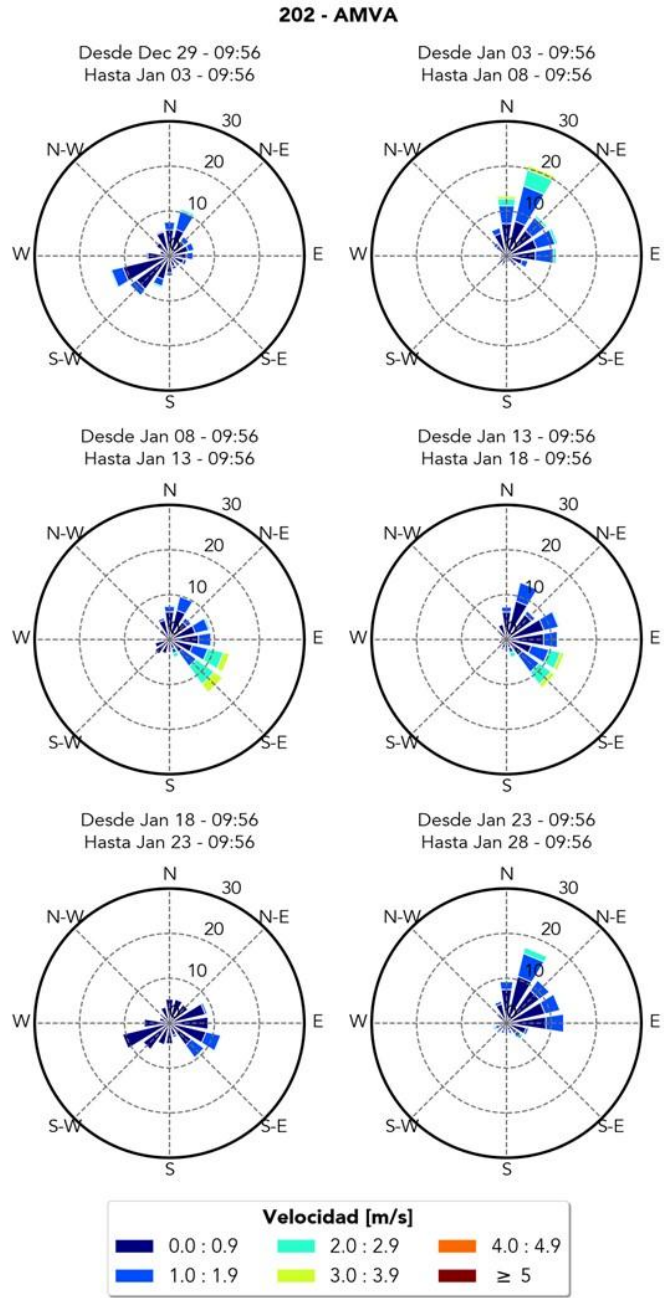 202 - AMVA
Desde Dec 29 - 09:56
Hasta Jan 03 - 09:56
N
30
N-W
N-E
20
10
W
E
S-W
S-E
S
Desde Jan 03 - 09:56
Hasta Jan 08 - 09:56
N
30
N-W
N-E
20
10
W
E
S-W
S-E
S
Desde Jan 08 - 09:56
Hasta Jan 13 - 09:56
N
30
N-W
N-E
20
10
W
E
S-W
S-E
S
Desde Jan 13 - 09:56
Hasta Jan 18 - 09:56
N
30
N-W
N-E
20
10
W
E
S-W
S-E
S
Desde Jan 18 - 09:56
Hasta Jan 23 - 09:56
N
30
N-W
N-E
20
10
W
E
S-W
S-E
S
Desde Jan 23 - 09:56
Hasta Jan 28 - 09:56
N
30
N-W
N-E
20
10
W
E
S-W
S-E
S
Velocidad [m/s]
0.0 : 0.9
1.0 : 1.9
2.0 : 2.9
3.0 : 3.9
4.0 : 4.9
≥ 5